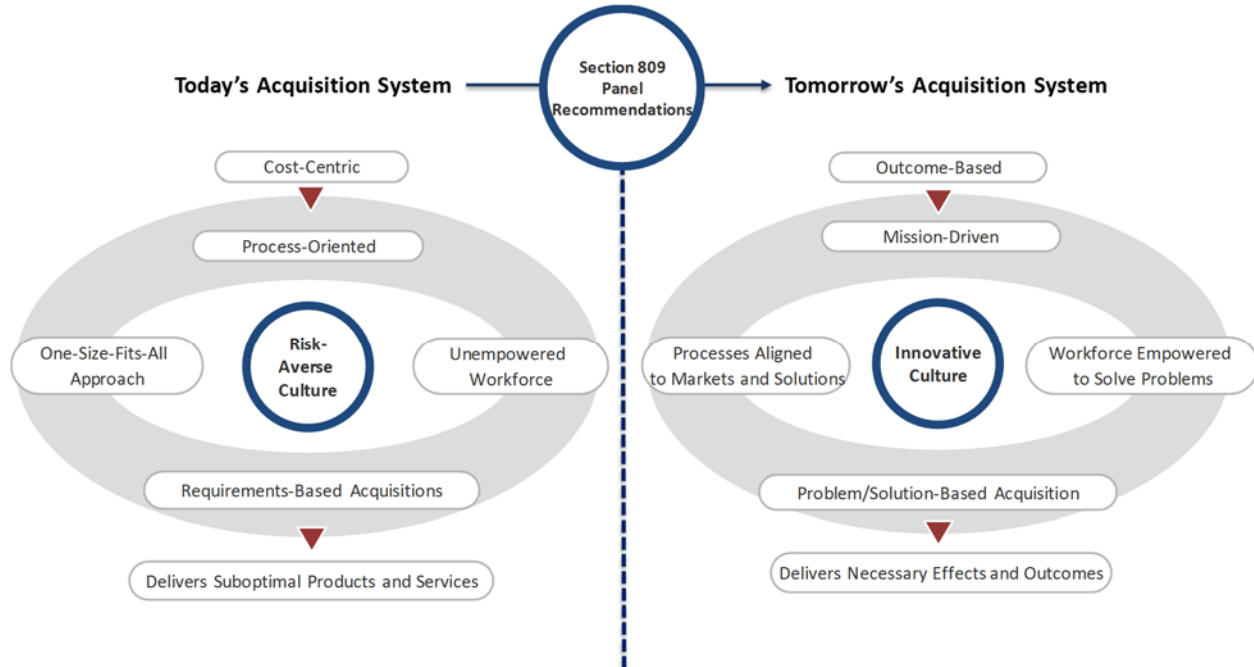 Today's Acquisition System
Section 809
Panel
Recommendations
Tomorrow's Acquisition System
Cost-Centric
Process-Oriented
One-Size-Fits-All
Approach
Risk-
Averse
Culture
Unempowered
Workforce
Requirements-Based Acquisitions
Delivers Suboptimal Products and Services
Outcome-Based
Mission-Driven
Processes Aligned
to Markets and Solutions
Innovative
Culture
Workforce Empowered
to Solve Problems
Problem/Solution-Based Acquisition
Delivers Necessary Effects and Outcomes